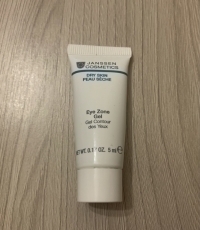 JANSSEN
COSMETICS
DRY SKIN
PEAU SÈCHE
Eye Zone
Gel
Gel Contour
des Yeux
NT. WT. 0.17 OZ. 5 ml